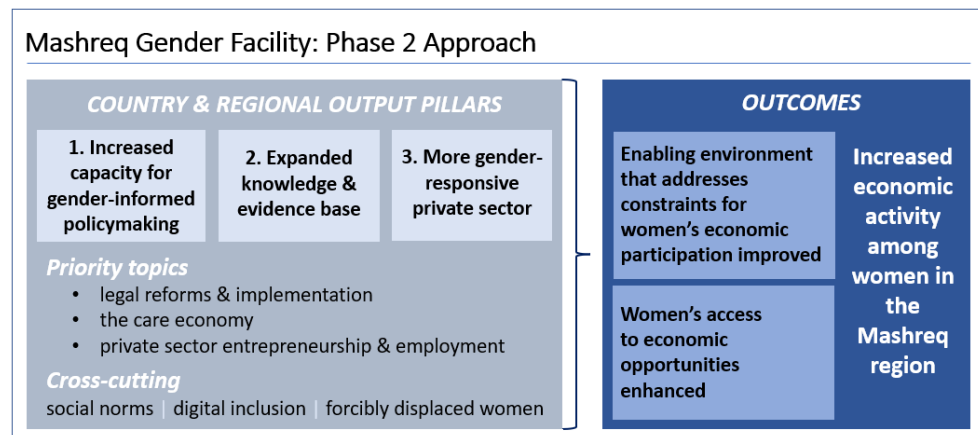 Mashreq Gender Facility: Phase 2 Approach
COUNTRY & REGIONAL OUTPUT PILLARS
1. Increased
capacity for
gender-informed
policymaking
2. Expanded
knowledge &
evidence base
3. More gender-
responsive
private sector
Priority topics
• legal reforms & implementation
• the care economy
• private sector entrepreneurship & employment
Cross-cutting
social norms | digital inclusion | forcibly displaced women
OUTCOMES
Enabling environment
that addresses
constraints for
women’s economic
participation improved
Women’s access
to economic
opportunities
enhanced
Increased
economic
activity
among
women in
the
Mashreq
region